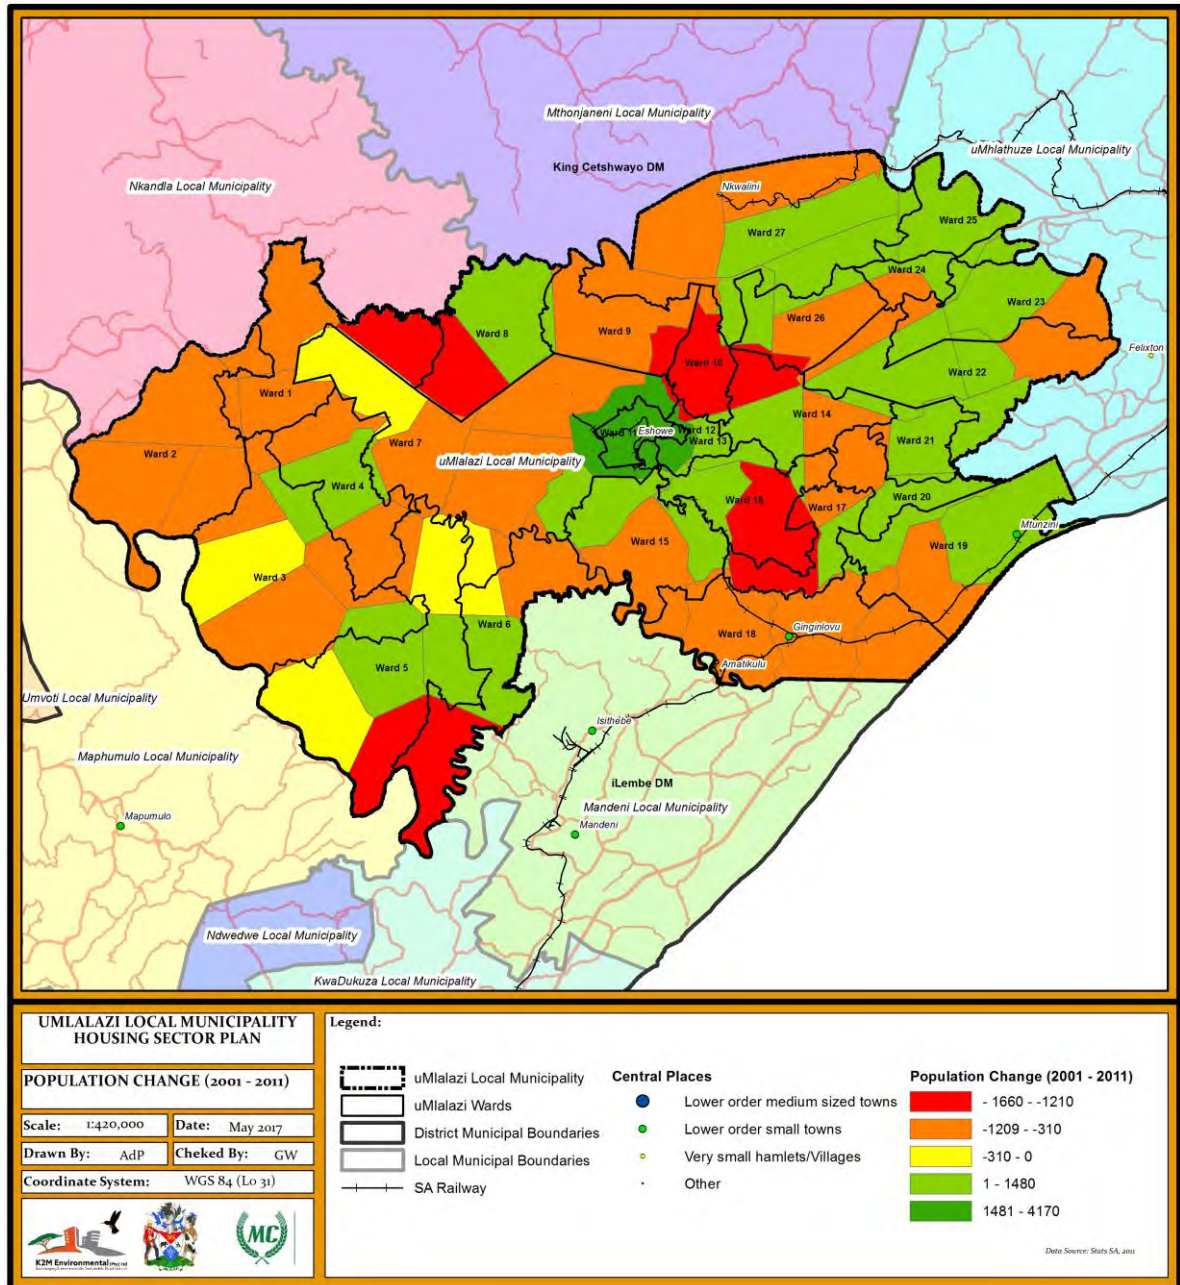 Mthonjaneni Local Municipality
uMhlathuze Local Municipality
King Cetshwayo DM
Nkandla Local Municipality
Nkwalini
Ward 25
Ward 27
Ward 24
Ward 23
Ward 26
Ward 8
Ward 9
Felixton
Ward 10
Ward 22
Ward 1
Ward 14
Ward 12
Eshowe
Ward 7
Ward 13
Ward 21
Ward 2
uMlalazi Local Municipality
Ward 4
Ward 16
Ward 20
Ward 17
Mtunzini
Ward 15
Ward 19
Ward 3
Ward 6
Ward 18
Ginginlovu
Amatikulu
Ward 5
Umvoti Local Municipality
Isithebe
Maphumulo Local Municipality
iLembe DM
Mandeni Local Municipality
Mapumulo
Mandeni
Ndwedwe Local Municipality
KwaDukuza Local Municipality
UMLALAZI LOCAL MUNICIPALITY
HOUSING SECTOR PLAN
POPULATION CHANGE (2001 - 2011)
Scale: 1:420,000
Date: May 2017
Drawn By: AdP
Cheked By: GW
Coordinate System: WGS 84 (Lo 31)
K2M Environmental (Pty) Ltd
MC
Legend:
uMlalazi Local Municipality
uMlalazi Wards
District Municipal Boundaries
Local Municipal Boundaries
SA Railway
Central Places
Lower order medium sized towns
Lower order small towns
Very small hamlets/Villages
Other
Population Change (2001 - 2011)
- 1660 - -1210
-1209 - -310
-310 - 0
1 - 1480
1481 - 4170
Data Source: Stats SA, 2011